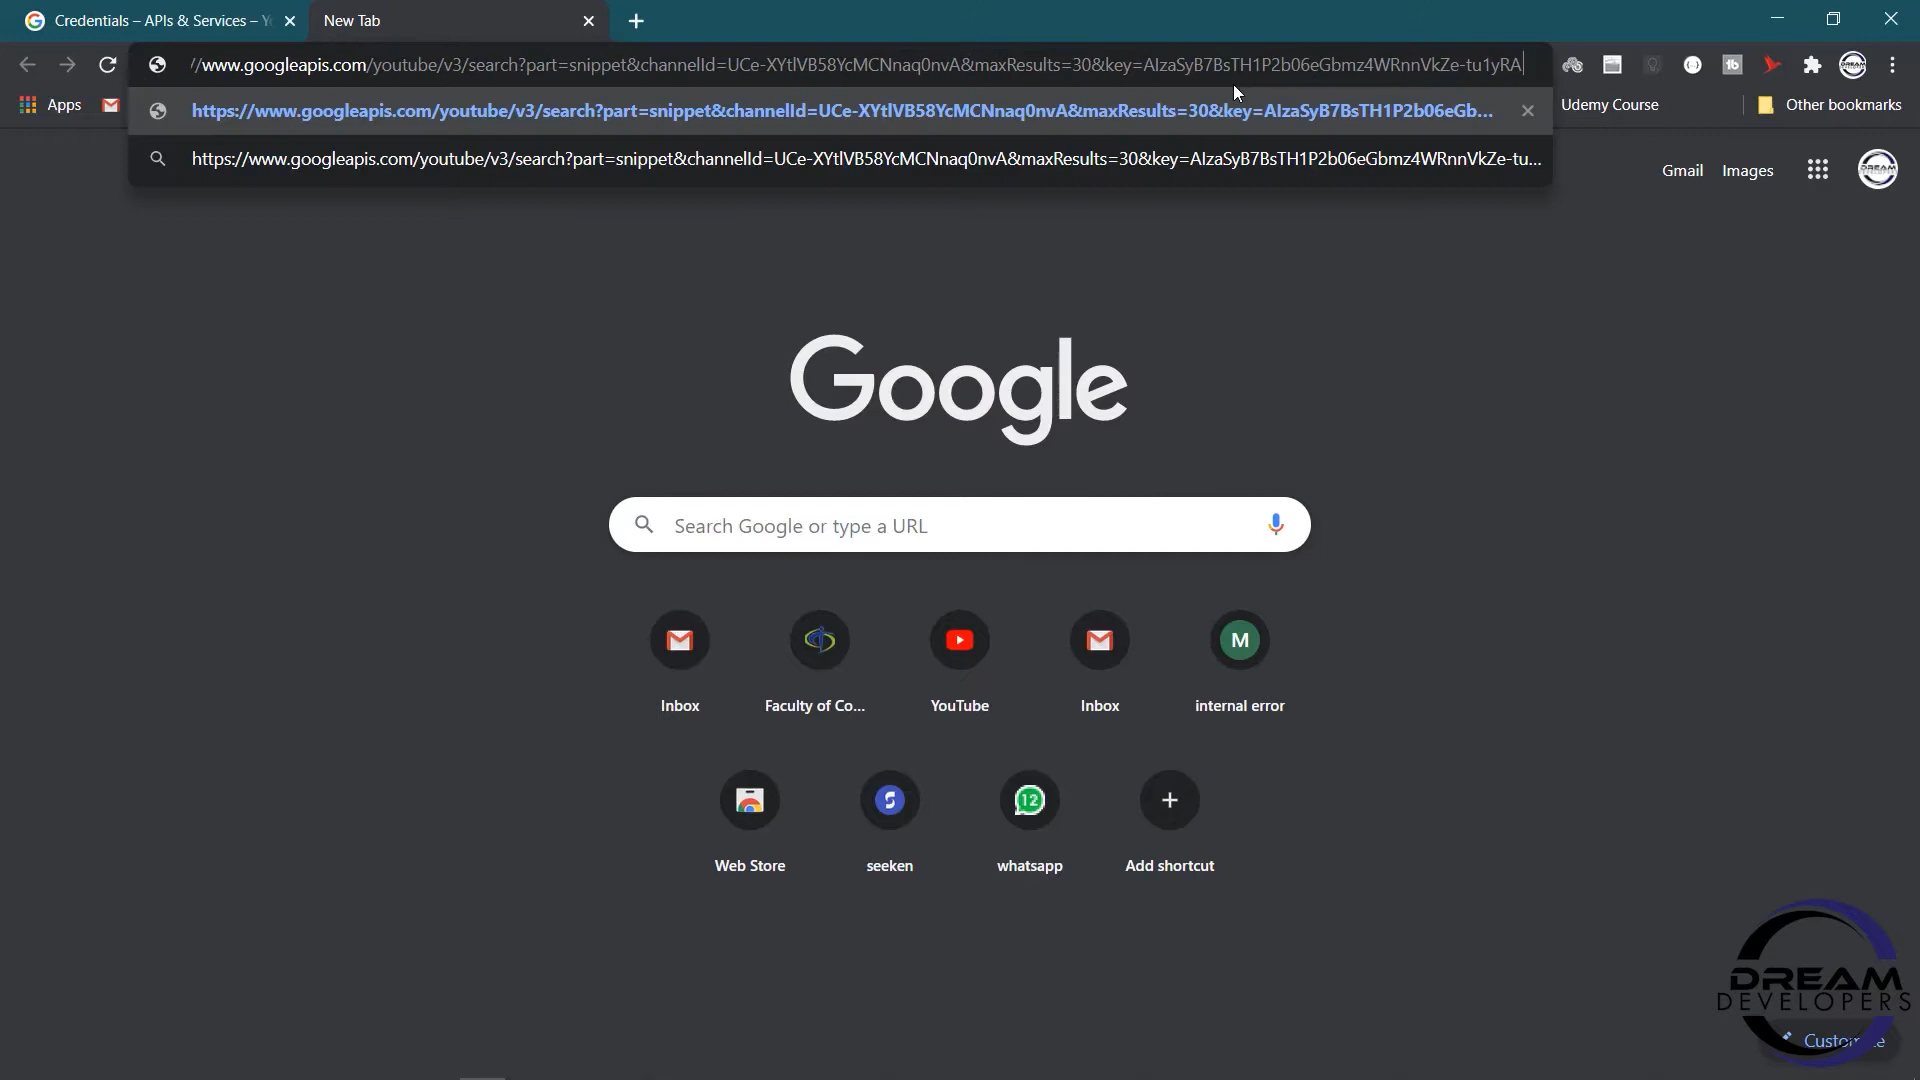 Credentials – APIs & Services – Yo
New Tab
//www.googleapis.com/youtube/v3/search?part=snippet&channelId=UCe-XYtlVB58YcMCNnaq0nvA&maxResults=30&key=AIzaSyB7BsTH1P2b06eGbmz4WRnnVkZe-tu1yRA
Apps
https://www.googleapis.com/youtube/v3/search?part=snippet&channelId=UCe-XYtlVB58YcMCNnaq0nvA&maxResults=30&key=AIzaSyB7BsTH1P2b06eGb...
Udemy Course
Other bookmarks
https://www.googleapis.com/youtube/v3/search?part=snippet&channelId=UCe-XYtlVB58YcMCNnaq0nvA&maxResults=30&key=AIzaSyB7BsTH1P2b06eGbmz4WRnnVkZe-tu...
Gmail
Images
Google
Search Google or type a URL
M
Inbox
Faculty of Co...
YouTube
Inbox
internal error
12
Web Store
seeken
whatsapp
Add shortcut
DREAM
DEVELOPERS
Customize